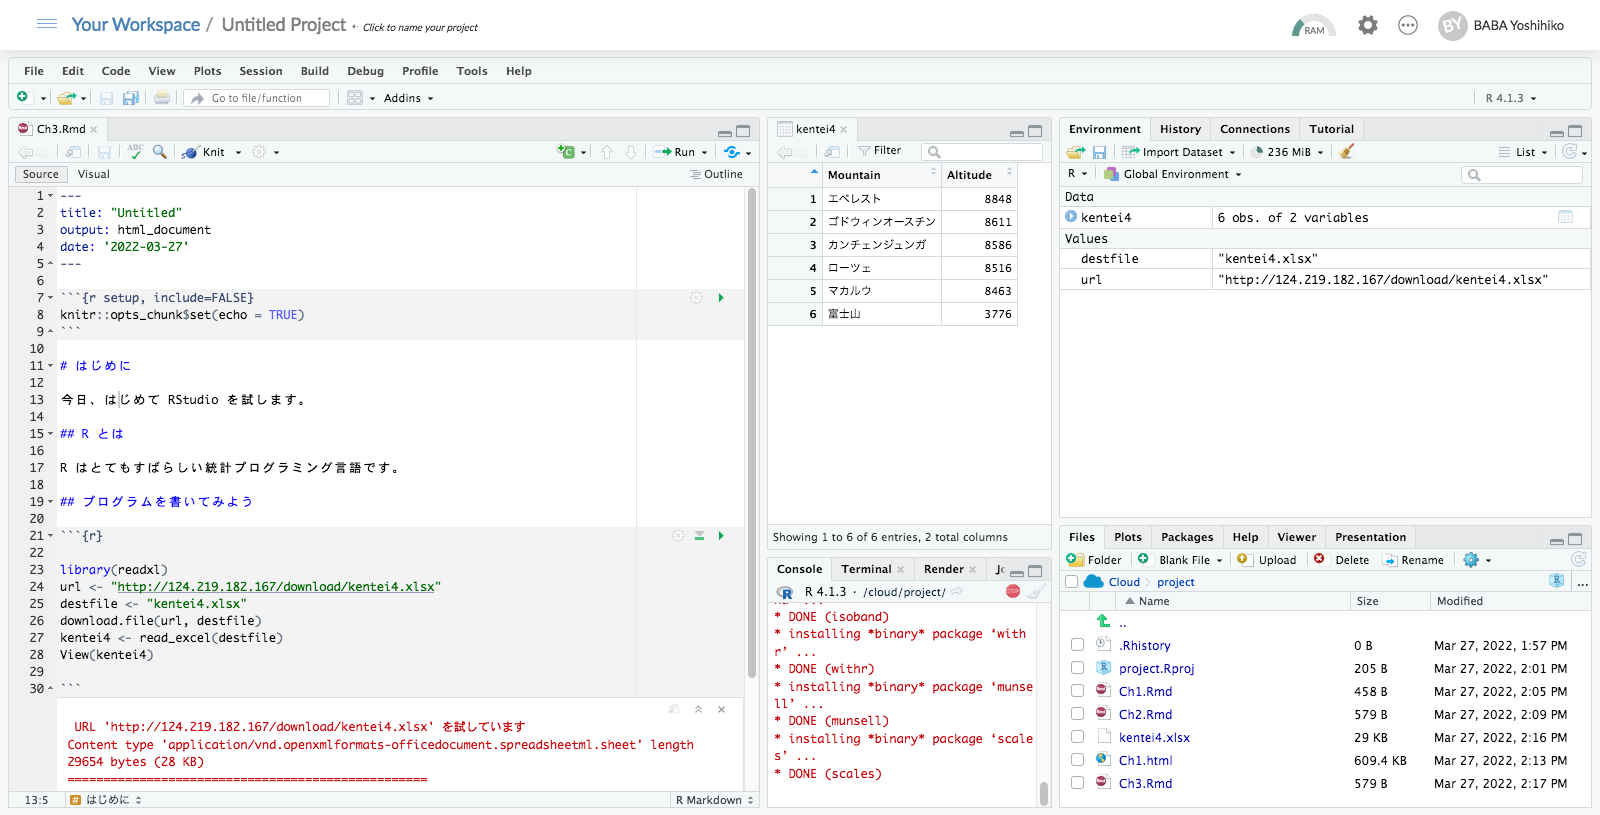 Your Workspace / Untitled Project ← Click to name your project
RAM
BY BABA Yoshihiko
File Edit Code View Plots Session Build Debug Profile Tools Help
Go to file/function
Addins
R 4.1.3
Ch3.Rmd
ABC
Knit
Run
Source Visual
Outline
1 ---
2 title: "Untitled"
3 output: html_document
4 date: '2022-03-27'
5 ---
6
7 ```{r setup, include=FALSE}
8 knitr::opts_chunk$set(echo = TRUE)
9 ```
10
11 # はじめに
12
13 今日、はじめて RStudio を試します。
14
15 ## R とは
16
17 R はとてもすばらしい統計プログラミング言語です。
18
19 ## プログラムを書いてみよう
20
21 ```{r}
22
23 library(readxl)
24 url <- "http://124.219.182.167/download/kentei4.xlsx"
25 destfile <- "kentei4.xlsx"
26 download.file(url, destfile)
27 kentei4 <- read_excel(destfile)
28 View(kentei4)
29
30 ```
URL 'http://124.219.182.167/download/kentei4.xlsx' を試しています
Content type 'application/vnd.openxmlformats-officedocument.spreadsheetml.sheet' length
29654 bytes (28 KB)
==================================================
13:5 # はじめに
R Markdown
kentei4
Filter
Mountain Altitude
1 エベレスト 8848
2 ゴドウィンオースチン 8611
3 カンチェンジュンガ 8586
4 ローツェ 8516
5 マカルウ 8463
6 富士山 3776
Showing 1 to 6 of 6 entries, 2 total columns
Console Terminal Render Jo
R 4.1.3 · /cloud/project/
STOP
* DONE (isoband)
* installing *binary* package ‘with
r’ ...
* DONE (withr)
* installing *binary* package ‘munse
ll’ ...
* DONE (munsell)
* installing *binary* package ‘scale
s’ ...
* DONE (scales)
Environment History Connections Tutorial
Import Dataset 236 MiB List
R Global Environment
Data
kentei4 6 obs. of 2 variables
Values
destfile "kentei4.xlsx"
url "http://124.219.182.167/download/kentei4.xlsx"
Files Plots Packages Help Viewer Presentation
Folder Blank File Upload Delete Rename
Cloud project
R ...
Name Size Modified
..
.Rhistory 0 B Mar 27, 2022, 1:57 PM
project.Rproj 205 B Mar 27, 2022, 2:01 PM
Ch1.Rmd 458 B Mar 27, 2022, 2:05 PM
Ch2.Rmd 579 B Mar 27, 2022, 2:09 PM
kentei4.xlsx 29 KB Mar 27, 2022, 2:16 PM
Ch1.html 609.4 KB Mar 27, 2022, 2:13 PM
Ch3.Rmd 579 B Mar 27, 2022, 2:17 PM